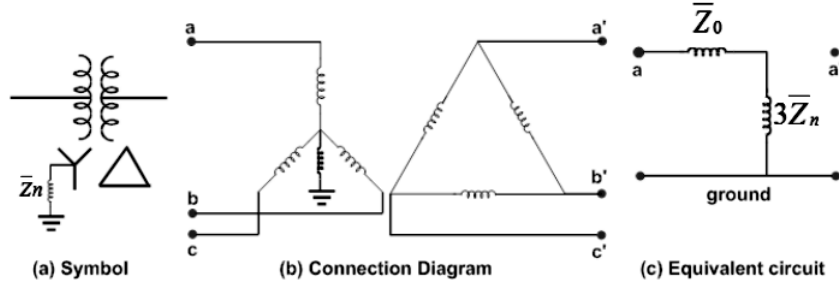 Z̅n
(a) Symbol
a
b
c
a'
b'
c'
(b) Connection Diagram
Z̅₀
a
a
3Z̅ₙ
ground
(c) Equivalent circuit